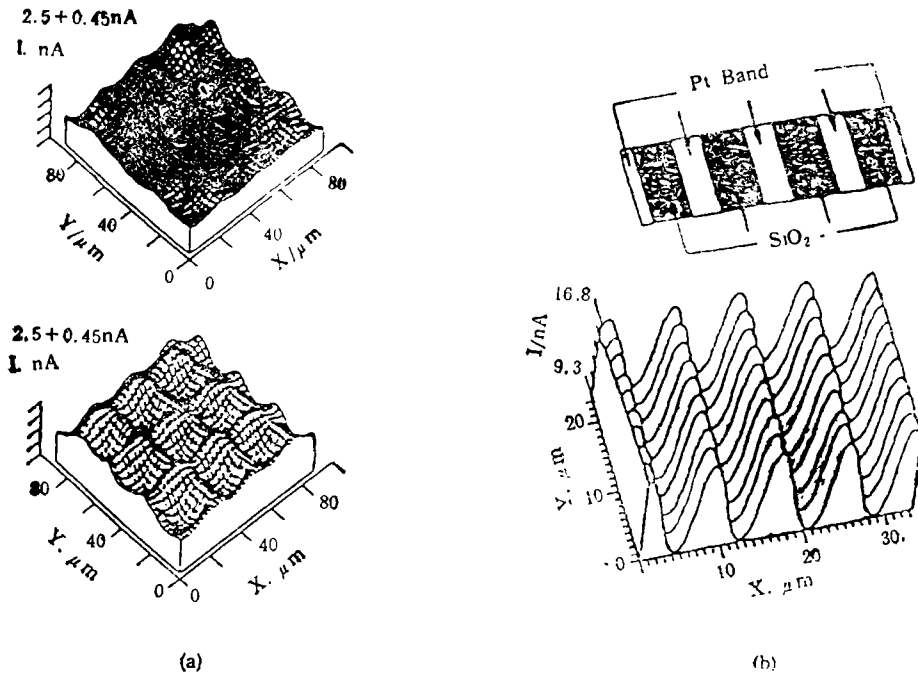 2.5+0.45nA
I. nA
80
40
0
Y/μm
0
40
80
X/μm
2.5+0.45nA
I. nA
80
40
0
Y. μm
0
40
80
X. μm
(a)
Pt Band
SiO₂
16.8
9.3
I/nA
20
10
0
Y. μm
10
20
30.
X. μm
(b)